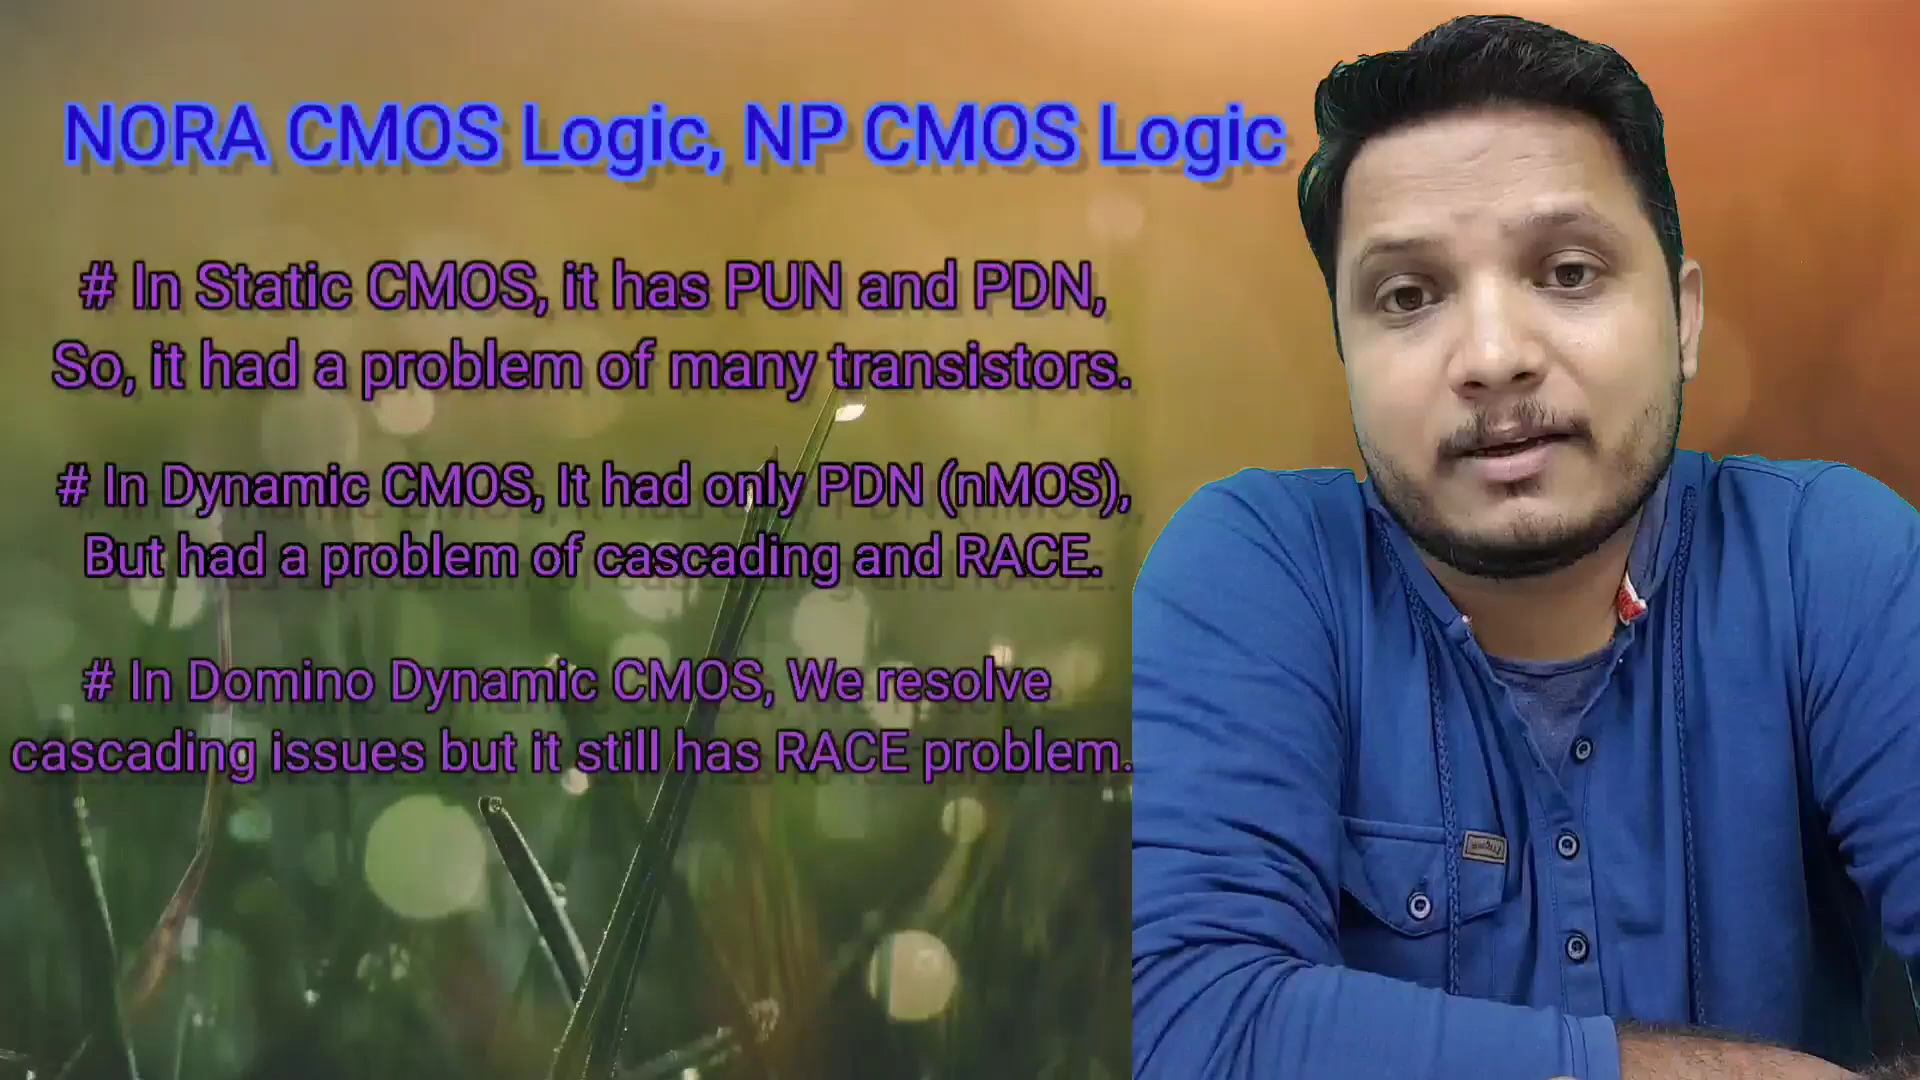 NORA CMOS Logic, NP CMOS Logic
# In Static CMOS, it has PUN and PDN,
So, it had a problem of many transistors.
# In Dynamic CMOS, It had only PDN (nMOS),
But had a problem of cascading and RACE.
# In Domino Dynamic CMOS, We resolve
cascading issues but it still has RACE problem.